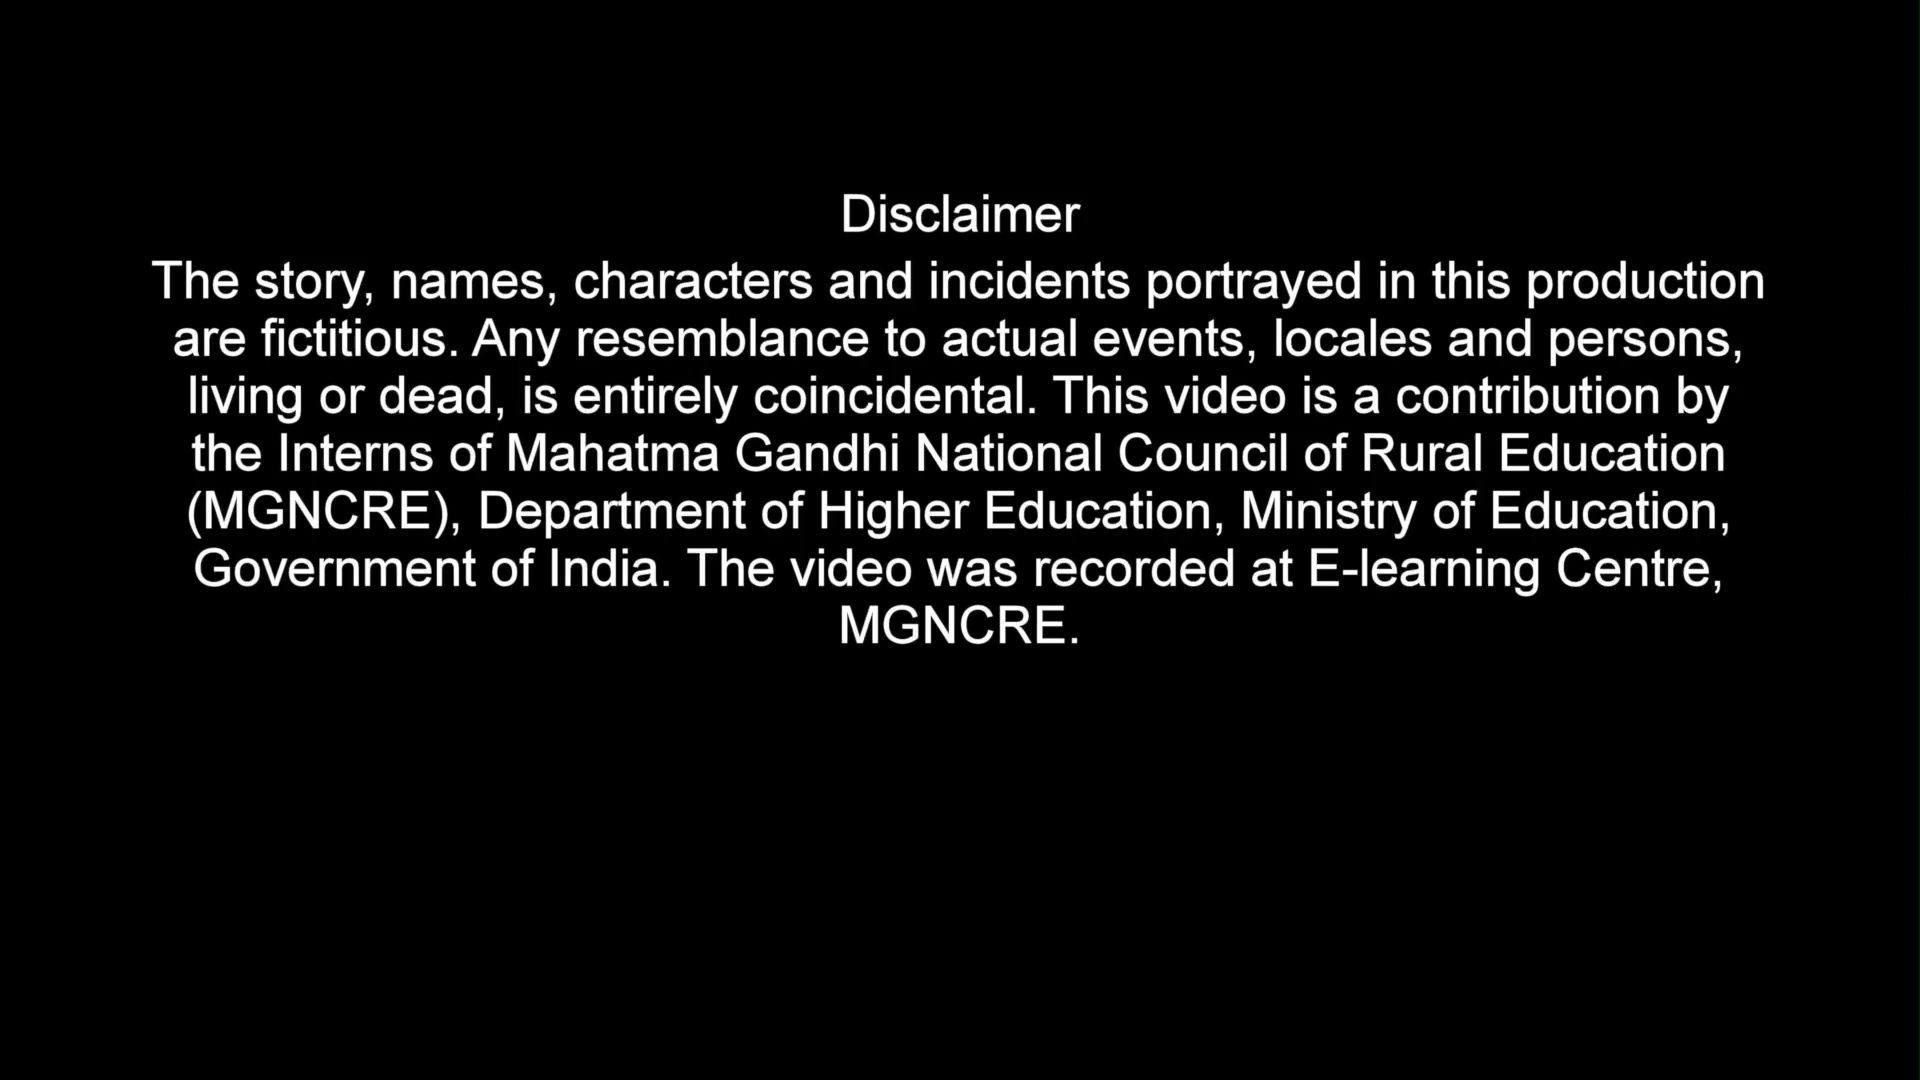 Disclaimer
The story, names, characters and incidents portrayed in this production
are fictitious. Any resemblance to actual events, locales and persons,
living or dead, is entirely coincidental. This video is a contribution by
the Interns of Mahatma Gandhi National Council of Rural Education
(MGNCRE), Department of Higher Education, Ministry of Education,
Government of India. The video was recorded at E-learning Centre,
MGNCRE.